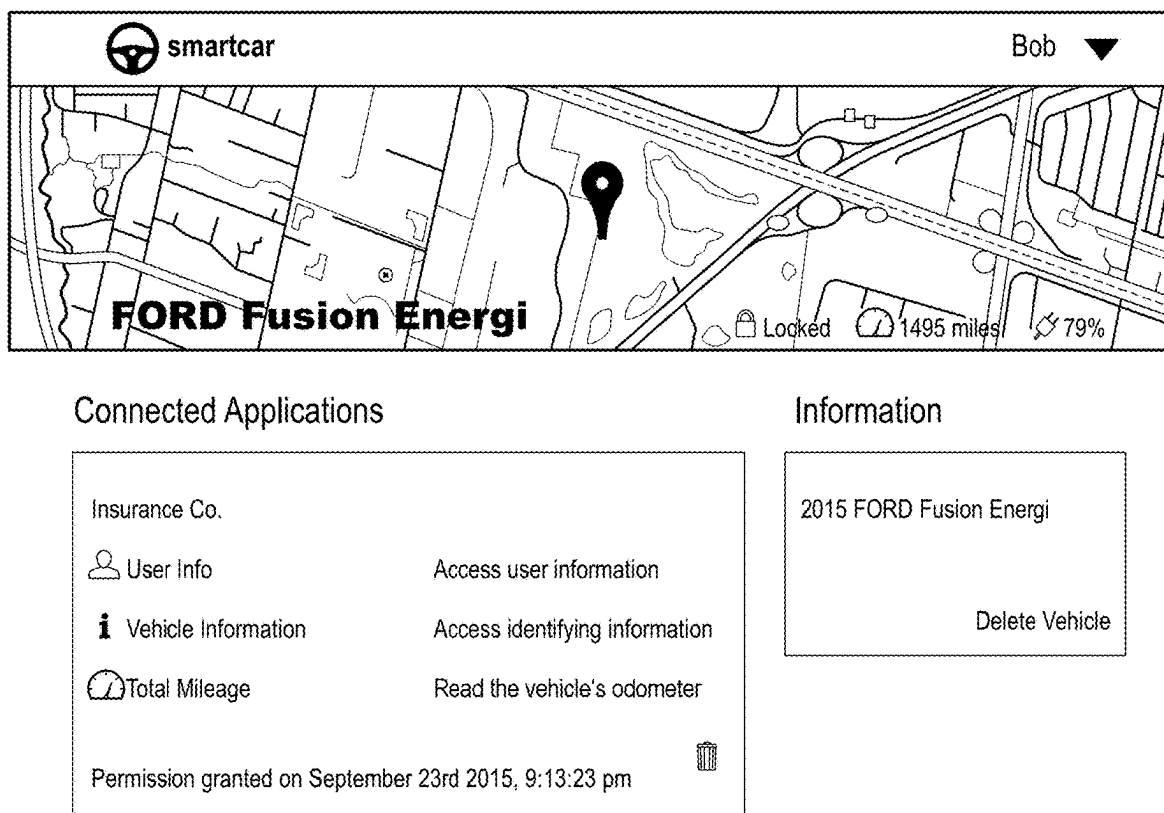 smartcar
Bob
FORD Fusion Energi
Locked
1495 miles
79%
Connected Applications
Information
Insurance Co.
2015 FORD Fusion Energi
User Info
Access user information
Delete Vehicle
Vehicle Information
Access identifying information
Total Mileage
Read the vehicle's odometer
Permission granted on September 23rd 2015, 9:13:23 pm